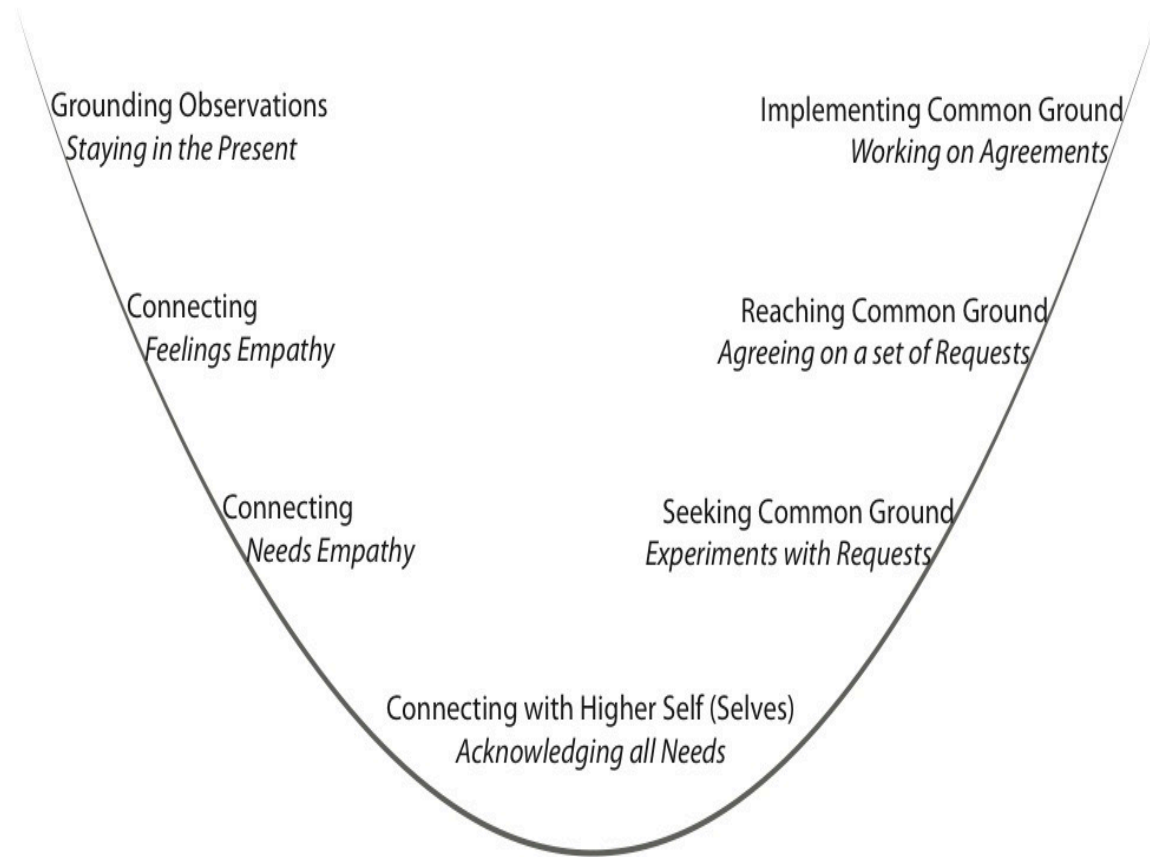 Grounding Observations
Staying in the Present
Connecting
Feelings Empathy
Connecting
Needs Empathy
Connecting with Higher Self (Selves)
Acknowledging all Needs
Seeking Common Ground
Experiments with Requests
Reaching Common Ground
Agreeing on a set of Requests
Implementing Common Ground
Working on Agreements